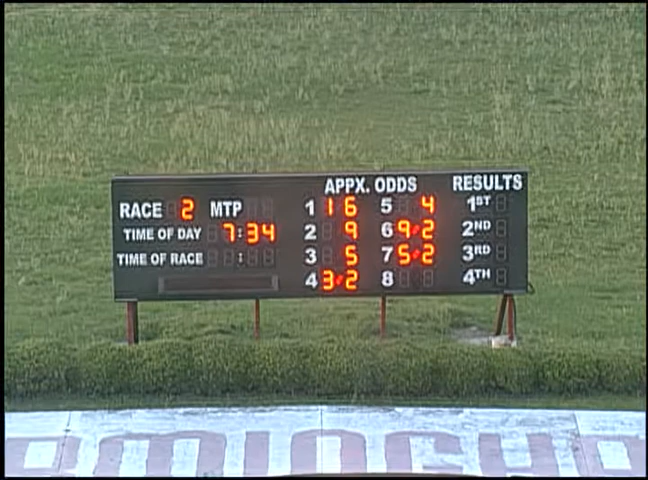 APPX. ODDS RESULTS
RACE 2 MTP 1 16 5 4 1ST
TIME OF DAY 7:34 2 9 6 9-2 2ND
TIME OF RACE : 3 5 7 5-2 3RD
4 3-2 8 4TH